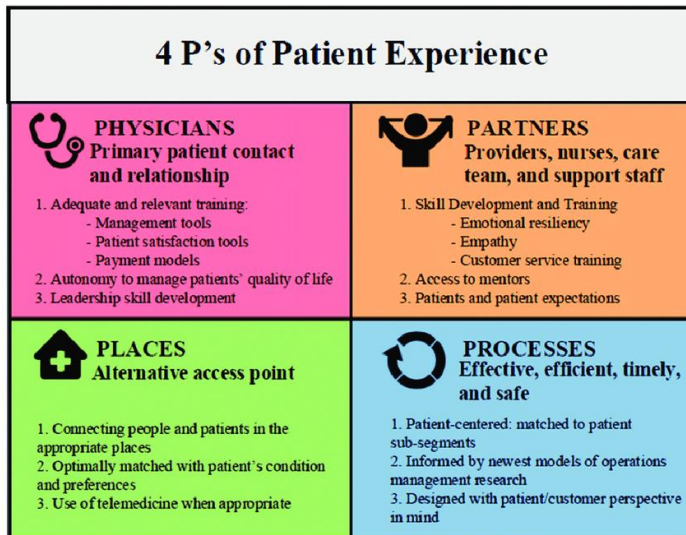 4 P's of Patient Experience
PHYSICIANS
Primary patient contact
and relationship
1. Adequate and relevant training:
- Management tools
- Patient satisfaction tools
- Payment models
2. Autonomy to manage patients' quality of life
3. Leadership skill development
PARTNERS
Providers, nurses, care
team, and support staff
1. Skill Development and Training
- Emotional resiliency
- Empathy
- Customer service training
2. Access to mentors
3. Patients and patient expectations
PLACES
Alternative access point
1. Connecting people and patients in the
appropriate places
2. Optimally matched with patient's condition
and preferences
3. Use of telemedicine when appropriate
PROCESSES
Effective, efficient, timely,
and safe
1. Patient-centered: matched to patient
sub-segments
2. Informed by newest models of operations
management research
3. Designed with patient/customer perspective
in mind